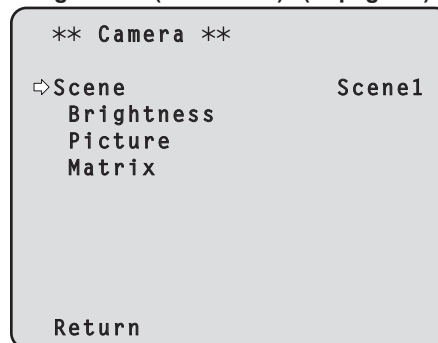 ** Camera **
⇨Scene Scene1
Brightness
Picture
Matrix
Return